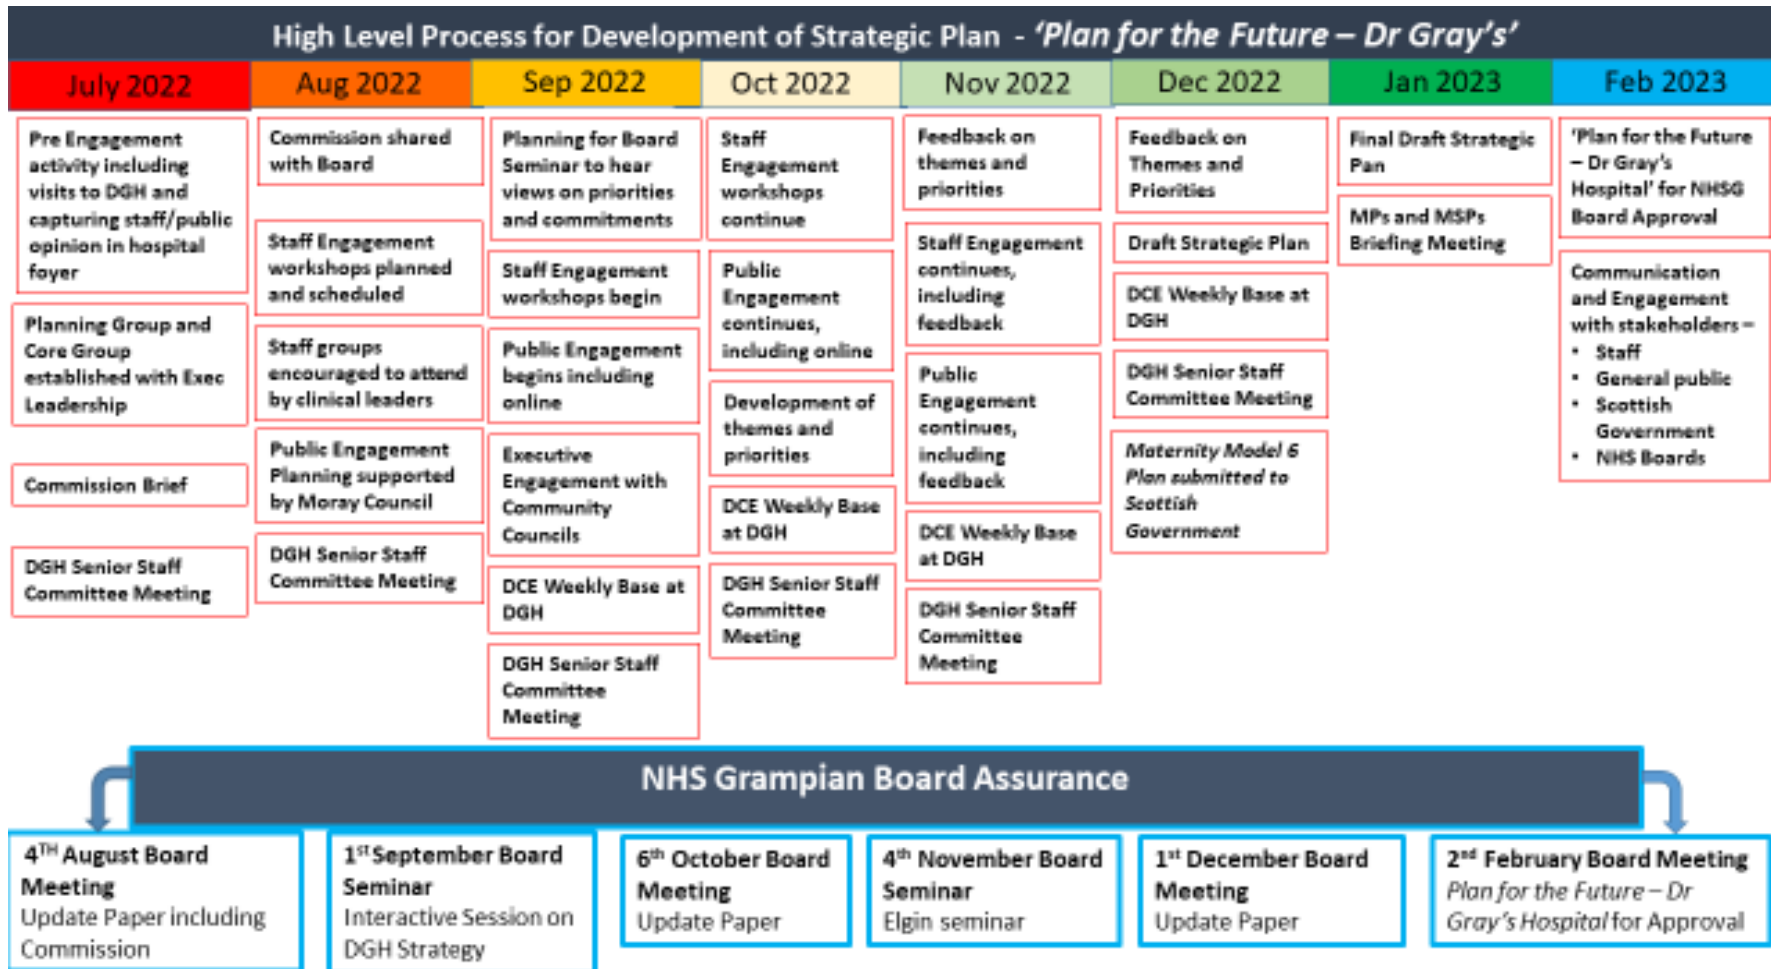 High Level Process for Development of Strategic Plan - 'Plan for the Future – Dr Gray's'
July 2022
Aug 2022
Sep 2022
Oct 2022
Nov 2022
Dec 2022
Jan 2023
Feb 2023
Pre Engagement
activity including
visits to DGH and
capturing staff/public
opinion in hospital
foyer
Planning Group and
Core Group
established with Exec
Leadership
Commission Brief
DGH Senior Staff
Committee Meeting
Commission shared
with Board
Staff Engagement
workshops planned
and scheduled
Staff groups
encouraged to attend
by clinical leaders
Public Engagement
Planning supported
by Moray Council
DGH Senior Staff
Committee Meeting
Planning for Board
Seminar to hear
views on priorities
and commitments
Staff Engagement
workshops begin
Public Engagement
begins including
online
Executive
Engagement with
Community
Councils
DCE Weekly Base at
DGH
DGH Senior Staff
Committee
Meeting
Staff
Engagement
workshops
continue
Public
Engagement
continues,
including online
Development of
themes and
priorities
DCE Weekly Base
at DGH
DGH Senior Staff
Committee
Meeting
Feedback on
themes and
priorities
Staff Engagement
continues,
including
feedback
Public
Engagement
continues,
including
feedback
DCE Weekly Base
at DGH
DGH Senior Staff
Committee
Meeting
Feedback on
Themes and
Priorities
Draft Strategic Plan
DCE Weekly Base at
DGH
DGH Senior Staff
Committee Meeting
Maternity Model 6
Plan submitted to
Scottish
Government
Final Draft Strategic
Pan
MPs and MSPs
Briefing Meeting
'Plan for the Future
– Dr Gray's
Hospital' for NHSG
Board Approval
Communication
and Engagement
with stakeholders –
• Staff
• General public
• Scottish
Government
• NHS Boards
NHS Grampian Board Assurance
4TH August Board
Meeting
Update Paper including
Commission
1st September Board
Seminar
Interactive Session on
DGH Strategy
6th October Board
Meeting
Update Paper
4th November Board
Seminar
Elgin seminar
1st December Board
Meeting
Update Paper
2nd February Board Meeting
Plan for the Future – Dr
Gray's Hospital for Approval